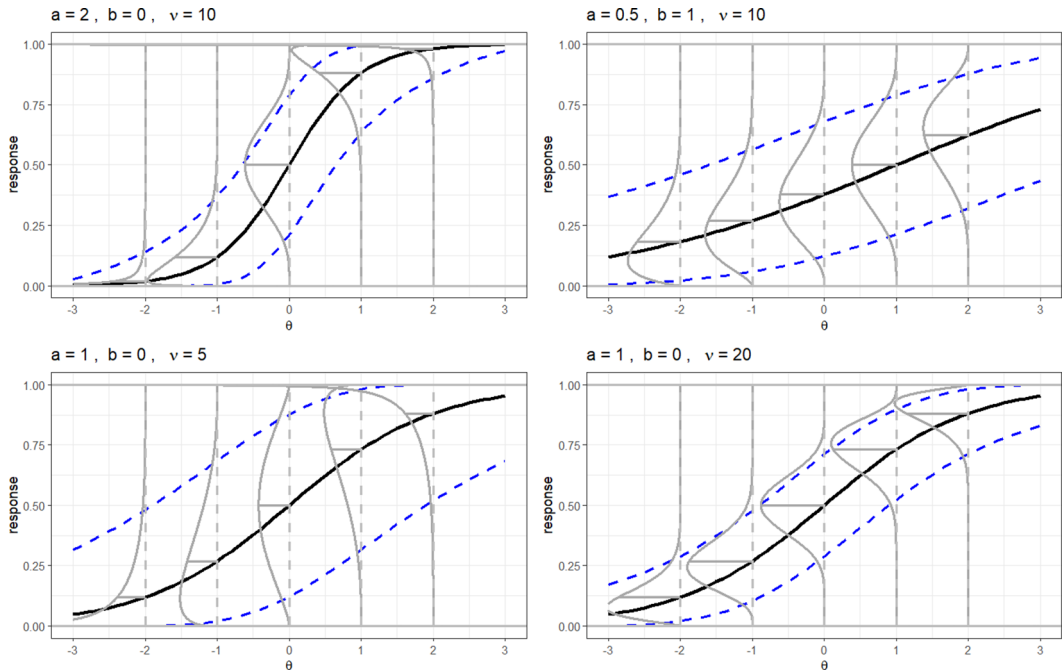 a = 2 ,  b = 0 ,   ν = 10
response
1.00
0.75
0.50
0.25
0.00
-3 -2 -1 0 1 2 3
θ
a = 0.5 ,  b = 1 ,   ν = 10
response
1.00
0.75
0.50
0.25
0.00
-3 -2 -1 0 1 2 3
θ
a = 1 ,  b = 0 ,   ν = 5
response
1.00
0.75
0.50
0.25
0.00
-3 -2 -1 0 1 2 3
θ
a = 1 ,  b = 0 ,   ν = 20
response
1.00
0.75
0.50
0.25
0.00
-3 -2 -1 0 1 2 3
θ